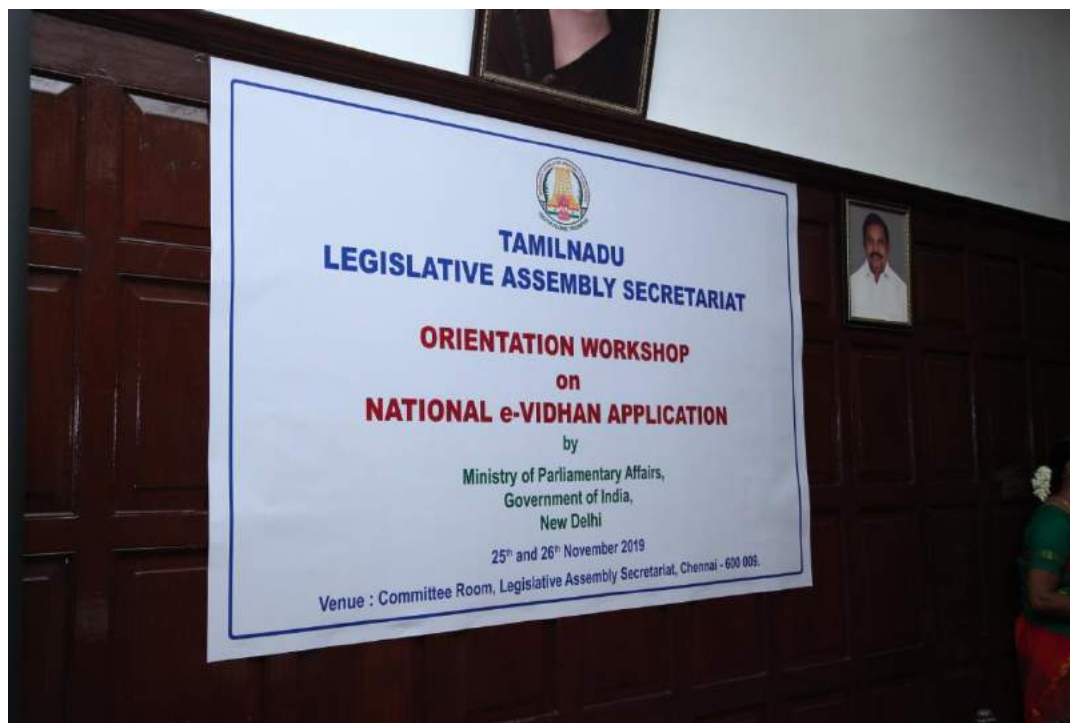 TAMILNADU
LEGISLATIVE ASSEMBLY SECRETARIAT
ORIENTATION WORKSHOP
on
NATIONAL e-VIDHAN APPLICATION
by
Ministry of Parliamentary Affairs,
Government of India,
New Delhi
25th and 26th November 2019
Venue : Committee Room, Legislative Assembly Secretariat, Chennai - 600 009.